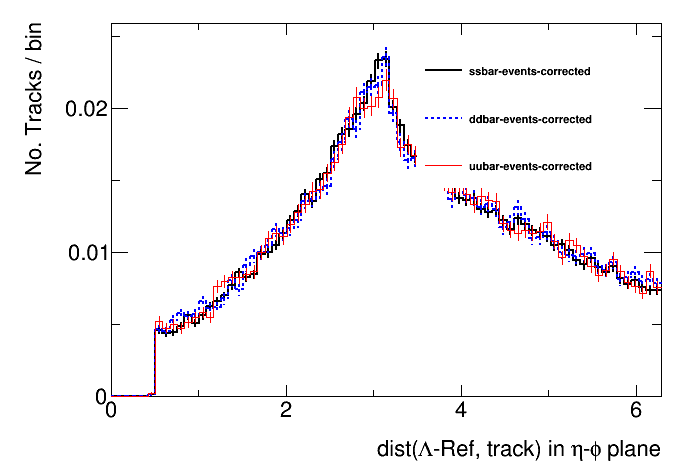 No. Tracks / bin
ssbar-events-corrected
ddbar-events-corrected
uubar-events-corrected
0.02
0.01
0
0 2 4 6
dist(Λ-Ref, track) in η-ϕ plane